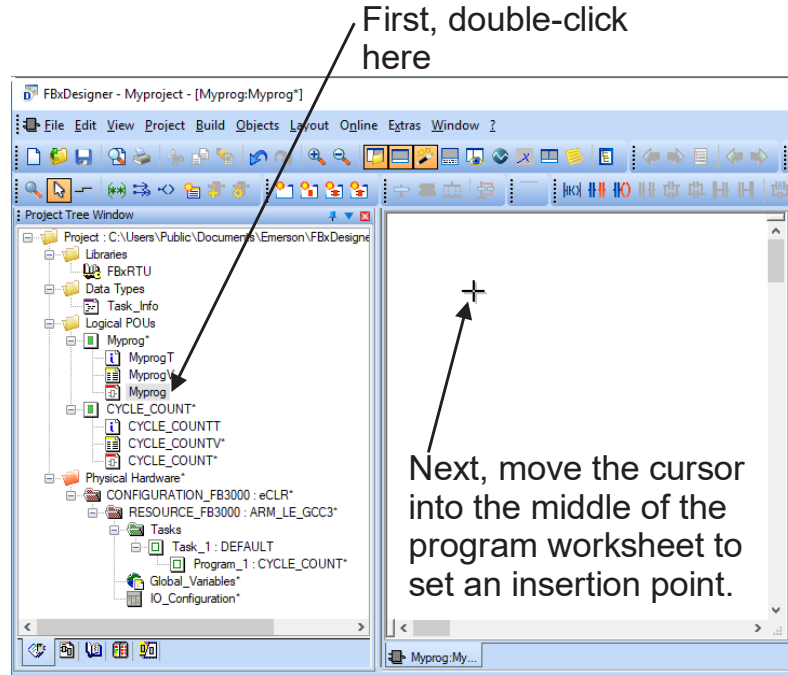 First, double-click
here
FBxDesigner - Myproject - [Myprog:Myprog*]
File Edit View Project Build Objects Layout Online Extras Window ?
Project Tree Window
Project : C:\Users\Public\Documents\Emerson\FBxDesigne
Libraries
FBxRTU
Data Types
Task_Info
Logical POUs
Myprog*
MyprogT
MyprogV
Myprog
CYCLE_COUNT*
CYCLE_COUNTT
CYCLE_COUNTV*
CYCLE_COUNT*
Physical Hardware*
CONFIGURATION_FB3000 : eCLR*
RESOURCE_FB3000 : ARM_LE_GCC3*
Tasks
Task_1 : DEFAULT
Program_1 : CYCLE_COUNT*
Global_Variables*
IO_Configuration*
Next, move the cursor
into the middle of the
program worksheet to
set an insertion point.
Myprog:My...